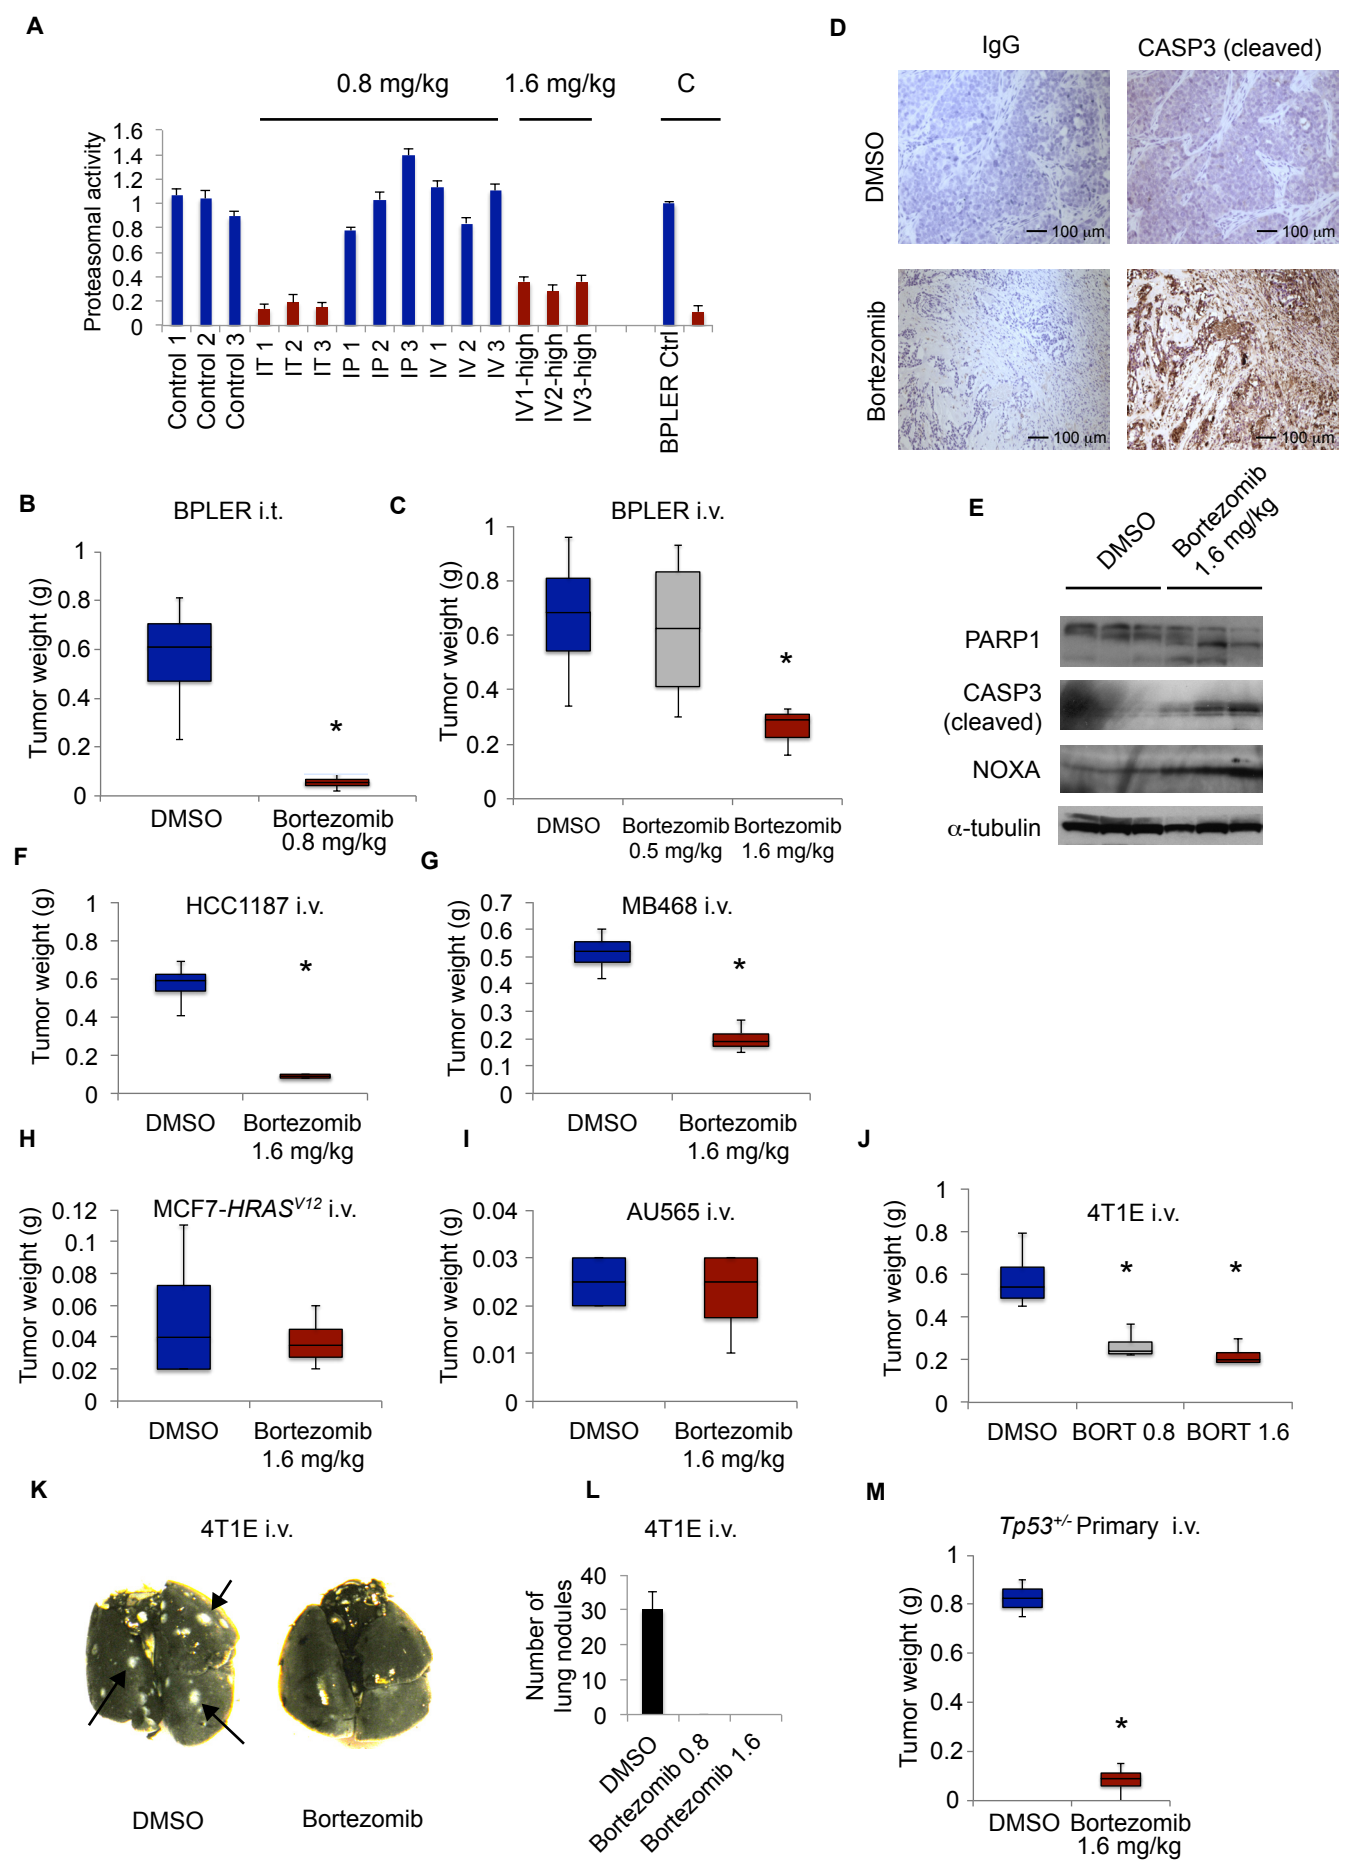 A
0.8 mg/kg
1.6 mg/kg
C
Proteasomal activity
1.6
1.4
1.2
1
0.8
0.6
0.4
0.2
0
Control 1
Control 2
Control 3
IT 1
IT 2
IT 3
IP 1
IP 2
IP 3
IV 1
IV 2
IV 3
IV1-high
IV2-high
IV3-high
BPLER Ctrl
D
IgG
CASP3 (cleaved)
DMSO
100 µm
100 µm
Bortezomib
100 µm
100 µm
B
BPLER i.t.
Tumor weight (g)
1
0.8
0.6
0.4
0.2
0
*
DMSO
Bortezomib
0.8 mg/kg
C
BPLER i.v.
Tumor weight (g)
1
0.8
0.6
0.4
0.2
0
*
DMSO
Bortezomib
0.5 mg/kg
Bortezomib
1.6 mg/kg
E
DMSO
Bortezomib
1.6 mg/kg
PARP1
CASP3
(cleaved)
NOXA
α-tubulin
F
HCC1187 i.v.
Tumor weight (g)
1
0.8
0.6
0.4
0.2
0
*
DMSO
Bortezomib
1.6 mg/kg
G
MB468 i.v.
Tumor weight (g)
0.7
0.6
0.5
0.4
0.3
0.2
0.1
0
*
DMSO
Bortezomib
1.6 mg/kg
H
MCF7-HRASV12 i.v.
Tumor weight (g)
0.12
0.1
0.08
0.06
0.04
0.02
0
DMSO
Bortezomib
1.6 mg/kg
I
AU565 i.v.
Tumor weight (g)
0.04
0.03
0.02
0.01
0
DMSO
Bortezomib
1.6 mg/kg
J
4T1E i.v.
Tumor weight (g)
1
0.8
0.6
0.4
0.2
0
*
*
DMSO
BORT 0.8
BORT 1.6
K
4T1E i.v.
DMSO
Bortezomib
L
4T1E i.v.
Number of
lung nodules
40
30
20
10
0
DMSO
Bortezomib 0.8
Bortezomib 1.6
M
Tp53+/- Primary i.v.
Tumor weight (g)
1
0.8
0.6
0.4
0.2
0
*
DMSO
Bortezomib
1.6 mg/kg